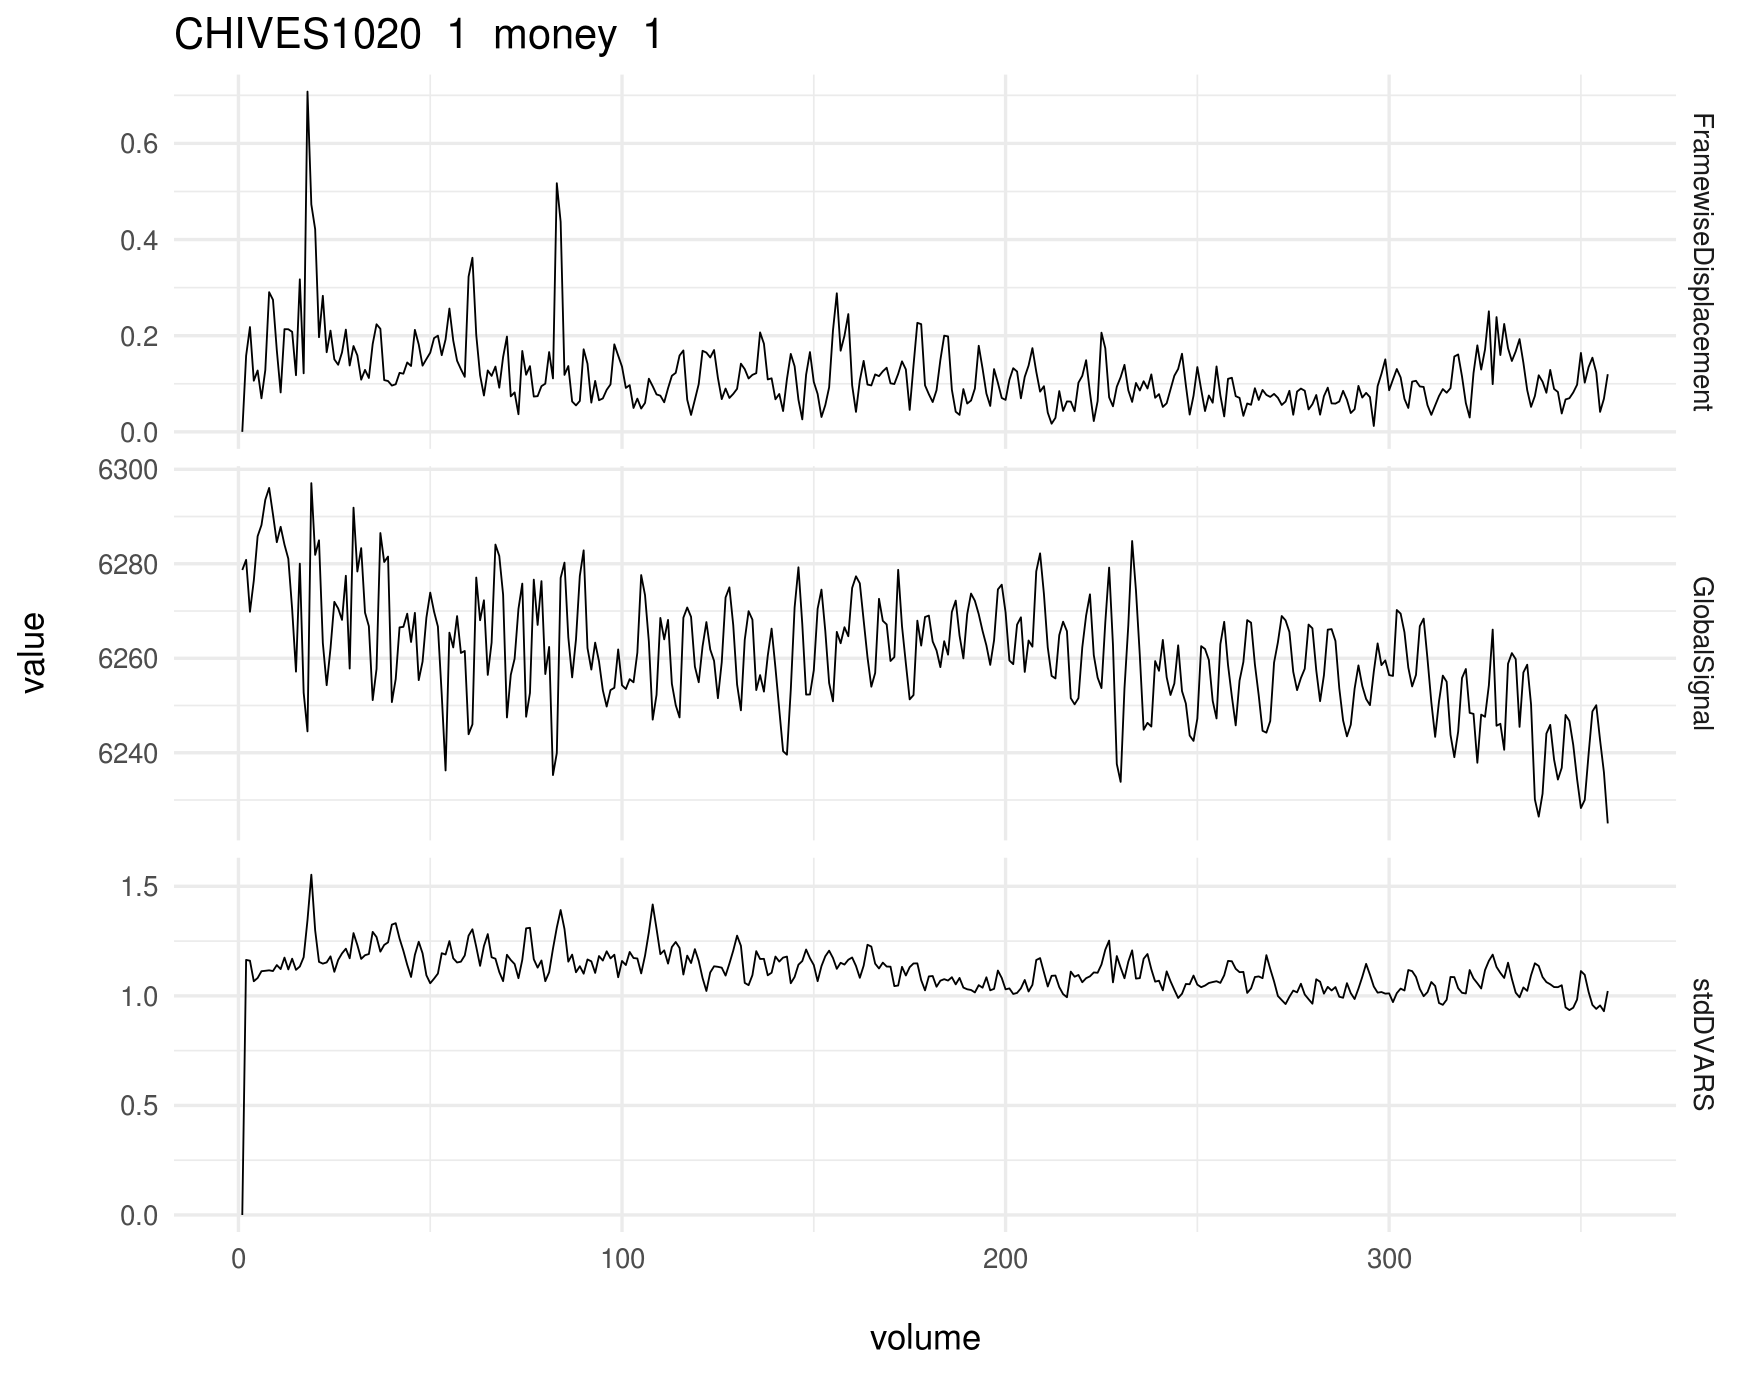 CHIVES1020 1 money 1
0.6
0.4
0.2
0.0
FramewiseDisplacement
6300
6280
6260
6240
GlobalSignal
value
1.5
1.0
0.5
0.0
stdDVARS
0 100 200 300
volume